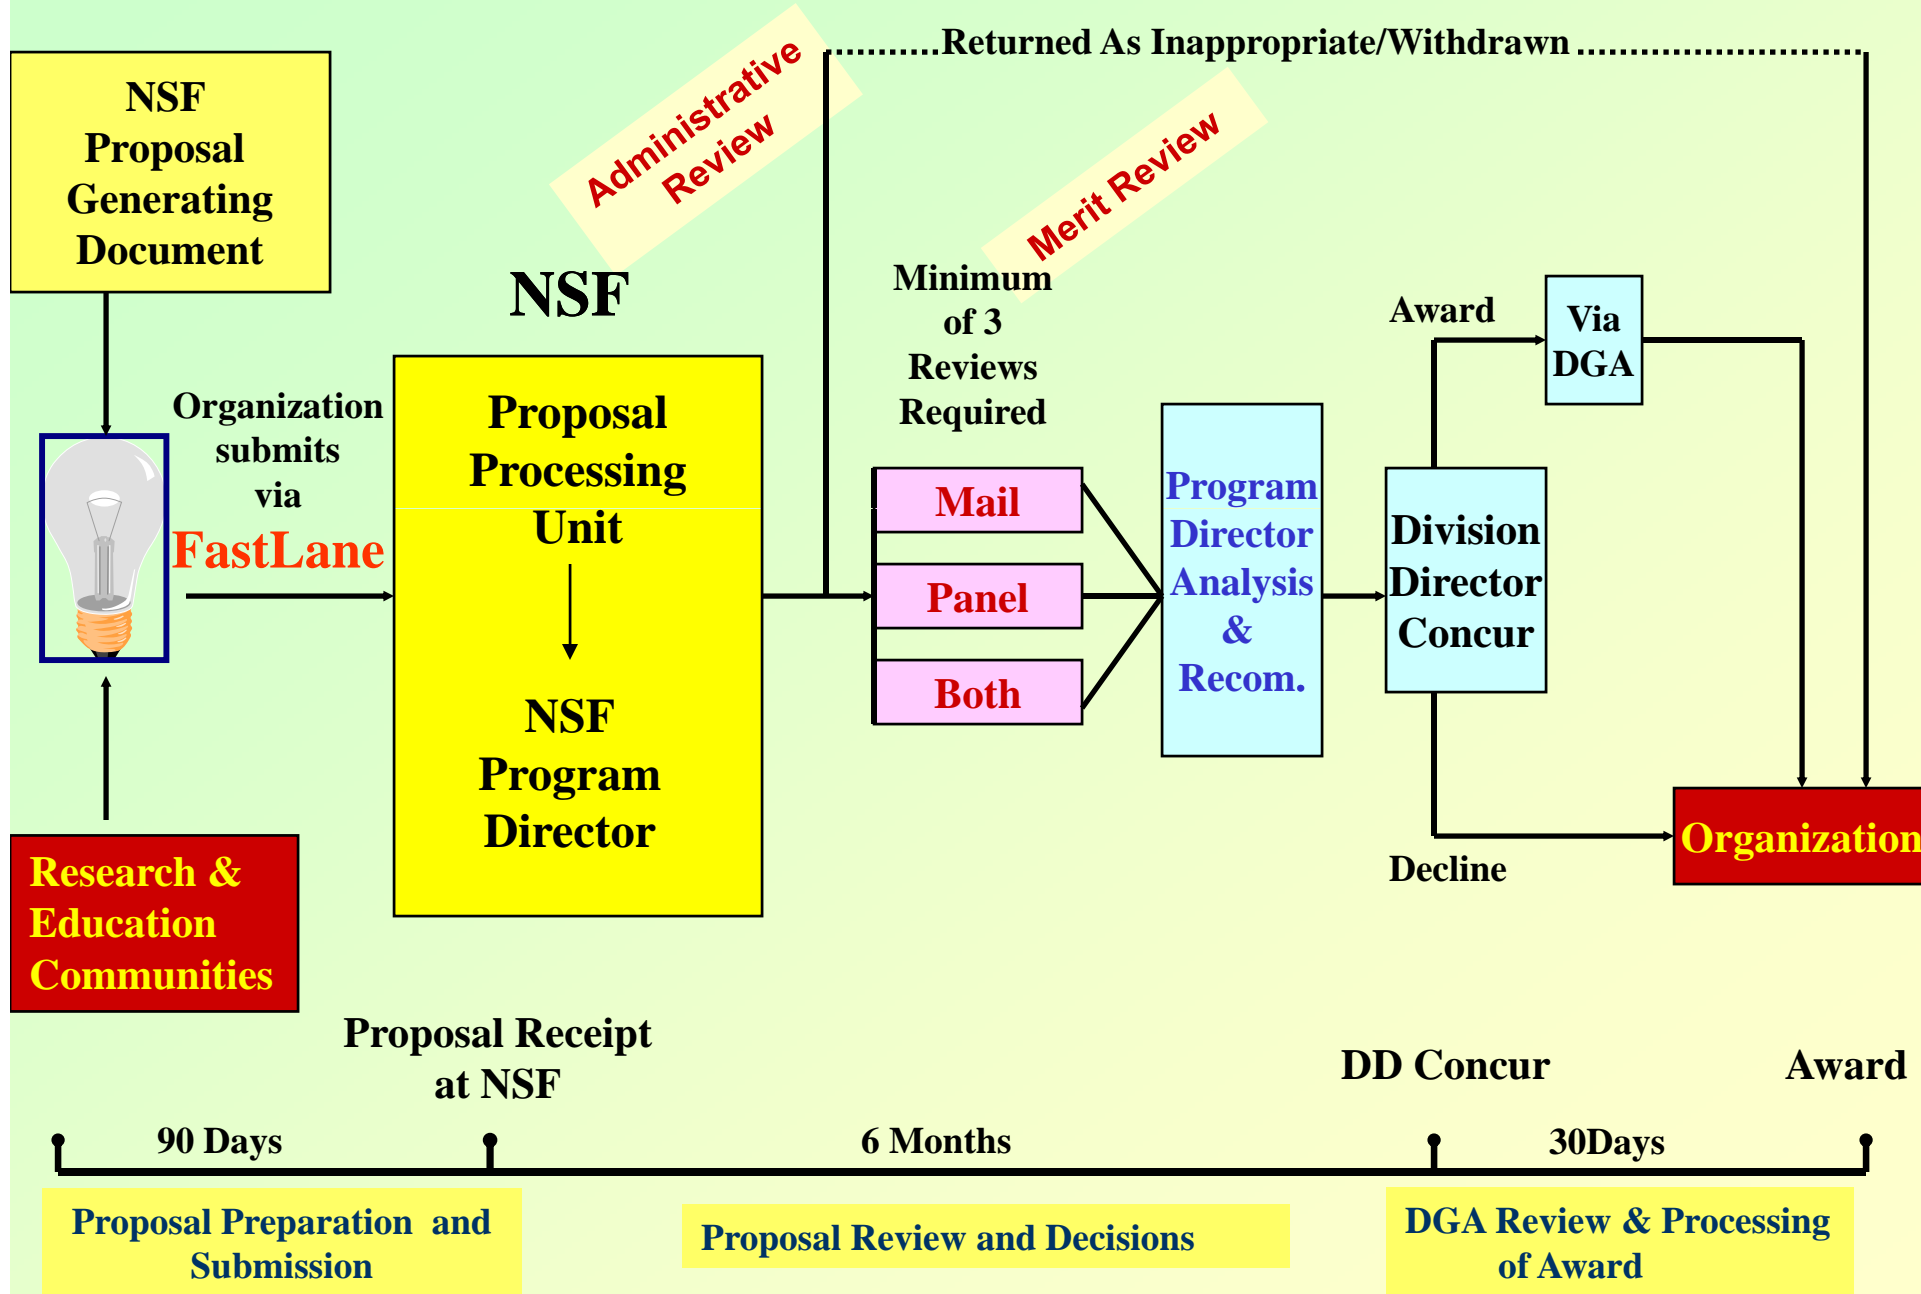 Returned As Inappropriate/Withdrawn
NSF
Proposal
Generating
Document
Administrative
Review
Merit Review
NSF
Minimum
of 3
Reviews
Required
Award
Via
DGA
Organization
submits
via
FastLane
Proposal
Processing
Unit
NSF
Program
Director
Mail
Panel
Both
Program
Director
Analysis
&
Recom.
Division
Director
Concur
Decline
Organization
Research &
Education
Communities
Proposal Receipt
at NSF
DD Concur
Award
90 Days
6 Months
30Days
Proposal Preparation and
Submission
Proposal Review and Decisions
DGA Review & Processing
of Award